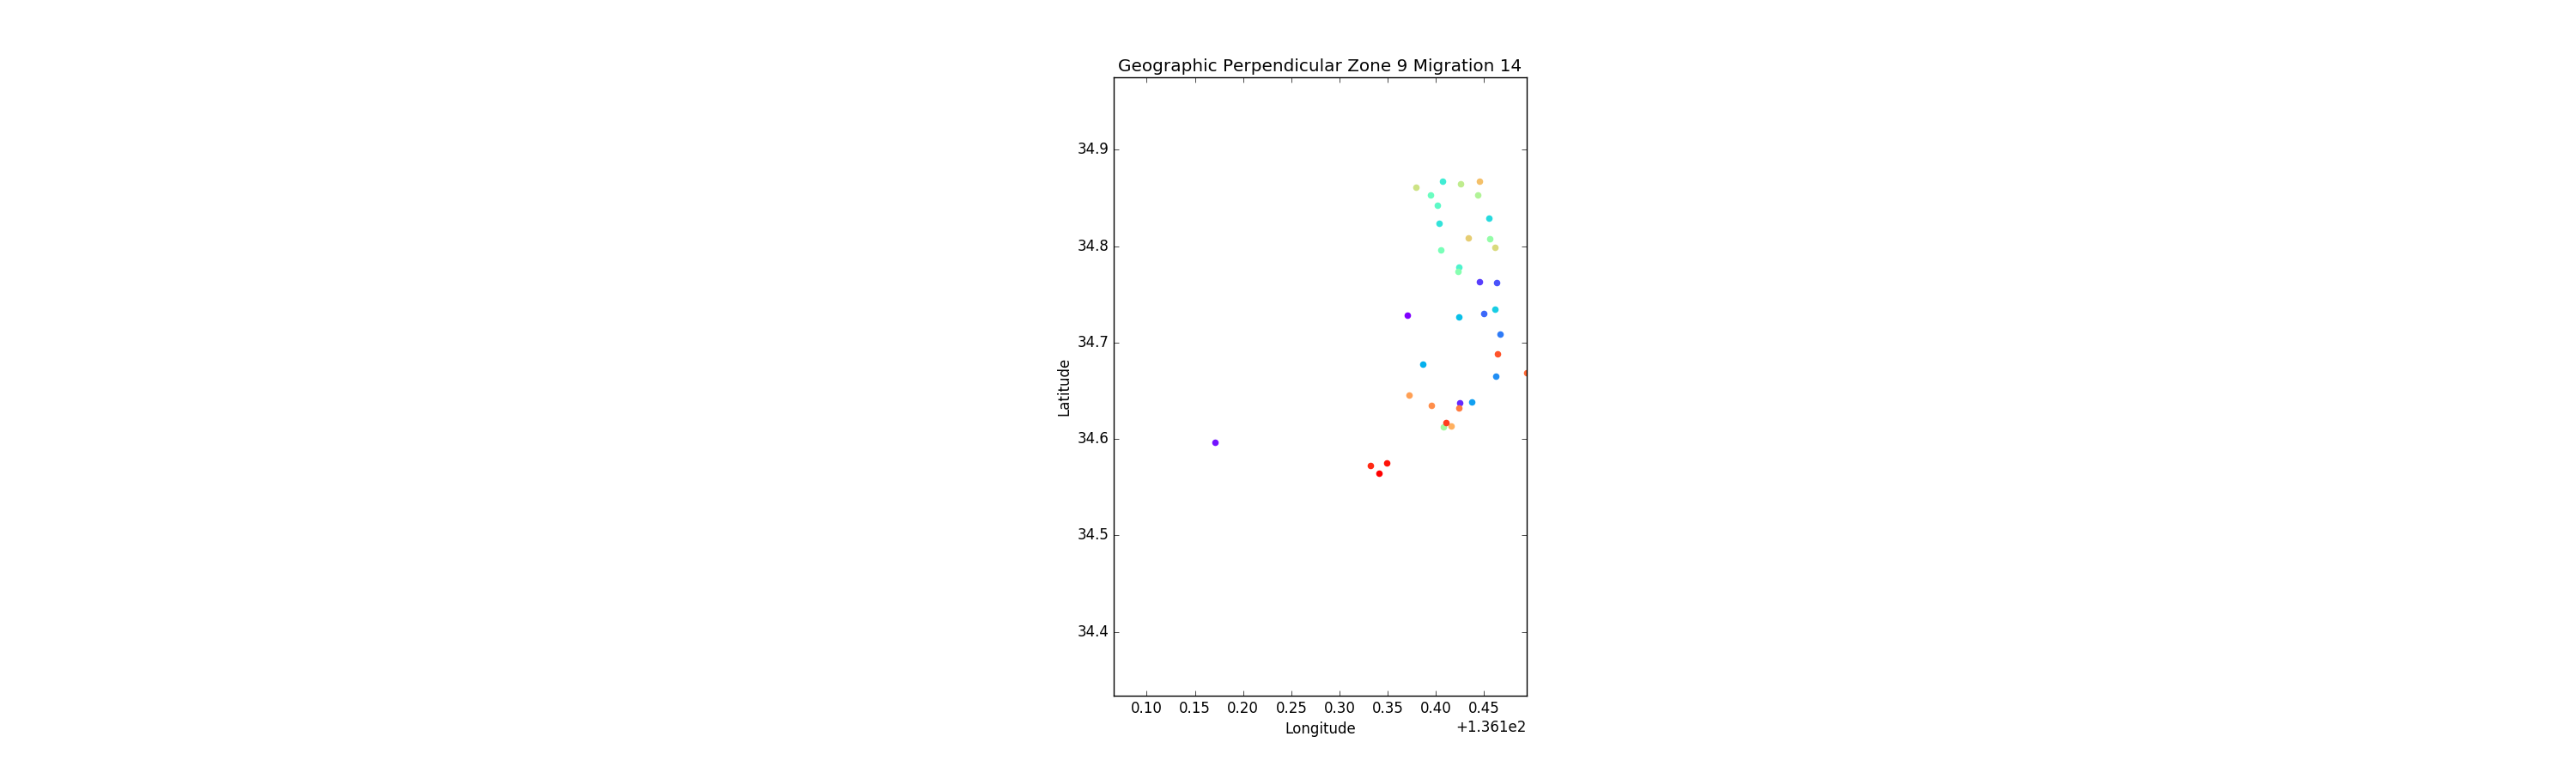 Geographic Perpendicular Zone 9 Migration 14
34.9
34.8
34.7
34.6
34.5
34.4
Latitude
0.10 0.15 0.20 0.25 0.30 0.35 0.40 0.45
+1.361e2
Longitude